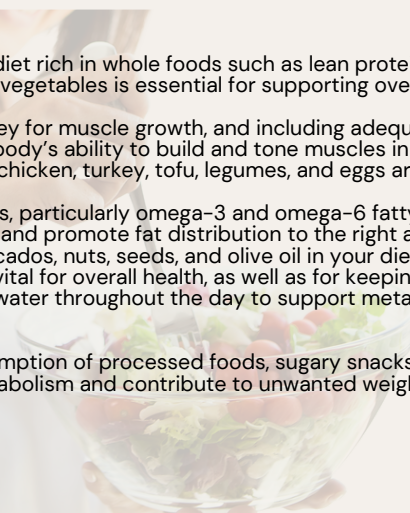 diet rich in whole foods such as lean prote
vegetables is essential for supporting ove
ey for muscle growth, and including adequ
body's ability to build and tone muscles in
chicken, turkey, tofu, legumes, and eggs ar
s, particularly omega-3 and omega-6 fatty
and promote fat distribution to the right a
cados, nuts, seeds, and olive oil in your die
vital for overall health, as well as for keepin
water throughout the day to support meta
mption of processed foods, sugary snacks
abolism and contribute to unwanted weigh